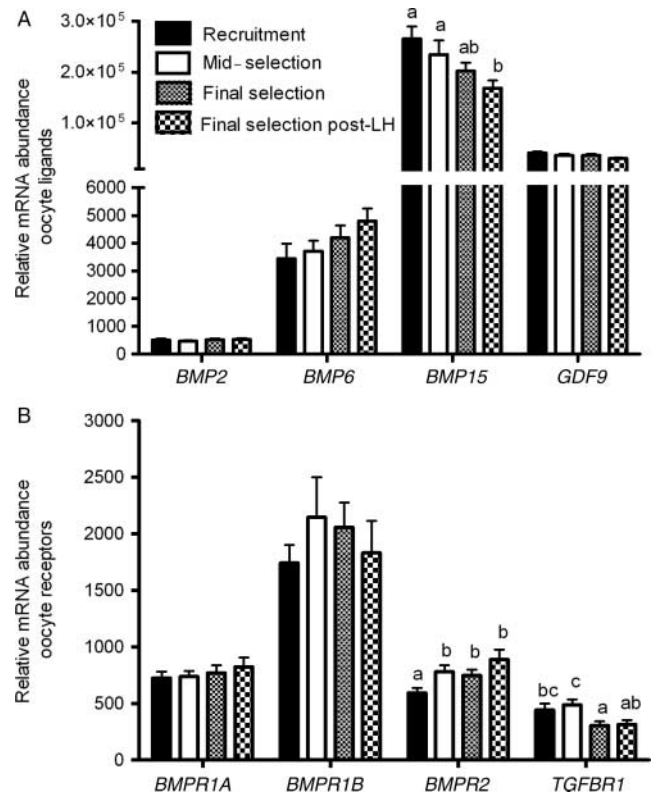 A
Relative mRNA abundance
oocyte ligands
3.0×10⁵
2.0×10⁵
1.0×10⁵
6000
5000
4000
3000
2000
1000
0
Recruitment
Mid–selection
Final selection
Final selection post-LH
a
a
ab
b
BMP2
BMP6
BMP15
GDF9
B
Relative mRNA abundance
oocyte receptors
3000
2500
2000
1500
1000
500
0
a
b
b
b
bc
c
a
ab
BMPR1A
BMPR1B
BMPR2
TGFBR1